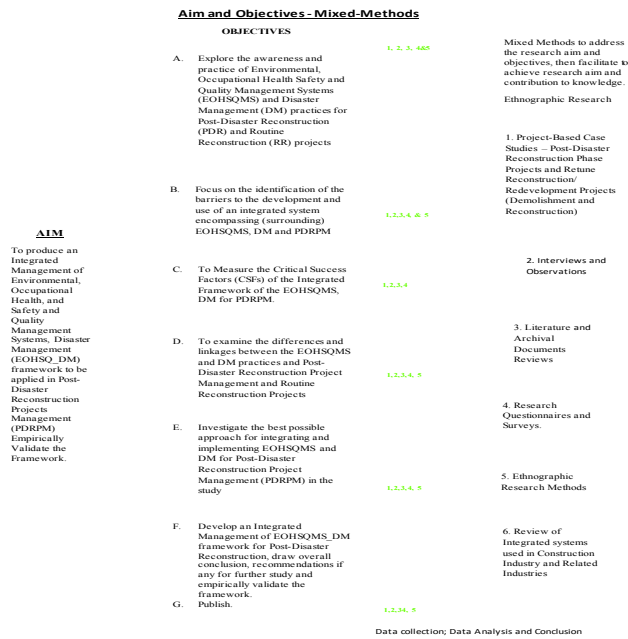 Aim and Objectives - Mixed-Methods
AIM
To produce an
Integrated
Management of
Environmental,
Occupational
Health, and
Safety and
Quality
Management
Systems, Disaster
Management
(EOHSQ_DM)
framework to be
applied in Post-
Disaster
Reconstruction
Projects
Management
(PDRPM)
Empirically
Validate the
Framework.
OBJECTIVES
A. Explore the awareness and
practice of Environmental,
Occupational Health Safety and
Quality Management Systems
(EOHSQMS) and Disaster
Management (DM) practices for
Post-Disaster Reconstruction
(PDR) and Routine
Reconstruction (RR) projects
B. Focus on the identification of the
barriers to the development and
use of an integrated system
encompassing (surrounding)
EOHSQMS, DM and PDRPM
C. To Measure the Critical Success
Factors (CSFs) of the Integrated
Framework of the EOHSQMS,
DM for PDRPM.
D. To examine the differences and
linkages between the EOHSQMS
and DM practices and Post-
Disaster Reconstruction Project
Management and Routine
Reconstruction Projects
E. Investigate the best possible
approach for integrating and
implementing EOHSQMS and
DM for Post-Disaster
Reconstruction Project
Management (PDRPM) in the
study
F. Develop an Integrated
Management of EOHSQMS_DM
framework for Post-Disaster
Reconstruction, draw overall
conclusion, recommendations if
any for further study and
empirically validate the
framework.
G. Publish.
1, 2, 3, 4&5
1,2,3,4, & 5
1,2,3,4
1,2,3,4, 5
1,2,3,4, 5
1,2,34, 5
Mixed Methods to address
the research aim and
objectives, then facilitate to
achieve research aim and
contribution to knowledge.
Ethnographic Research
1. Project-Based Case
Studies – Post-Disaster
Reconstruction Phase
Projects and Retune
Reconstruction/
Redevelopment Projects
(Demolishment and
Reconstruction)
2. Interviews and
Observations
3. Literature and
Archival
Documents
Reviews
4. Research
Questionnaires and
Surveys.
5. Ethnographic
Research Methods
6. Review of
Integrated systems
used in Construction
Industry and Related
Industries
Data collection; Data Analysis and Conclusion